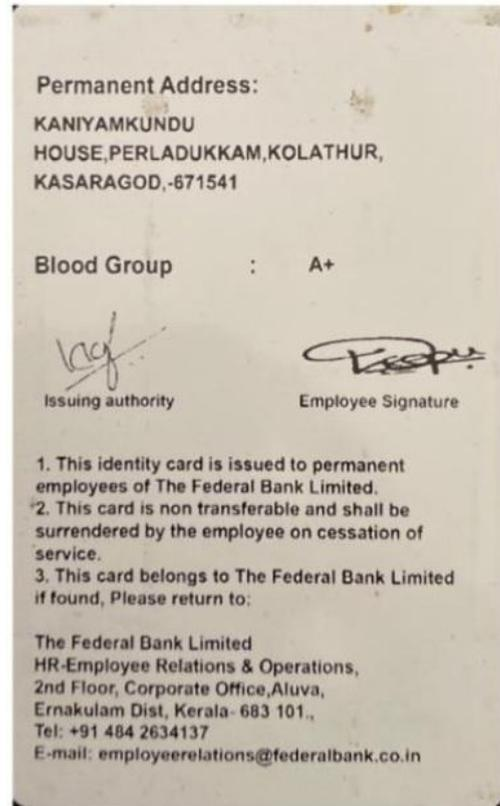 Permanent Address:
KANIYAMKUNDU
HOUSE,PERLADUKKAM,KOLATHUR,
KASARAGOD,-671541
Blood Group : A+
Issuing authority Employee Signature
1. This identity card is issued to permanent
employees of The Federal Bank Limited.
2. This card is non transferable and shall be
surrendered by the employee on cessation of
service.
3. This card belongs to The Federal Bank Limited
if found, Please return to:
The Federal Bank Limited
HR-Employee Relations & Operations,
2nd Floor, Corporate Office,Aluva,
Ernakulam Dist, Kerala- 683 101.,
Tel: +91 484 2634137
E-mail: employeerelations@federalbank.co.in